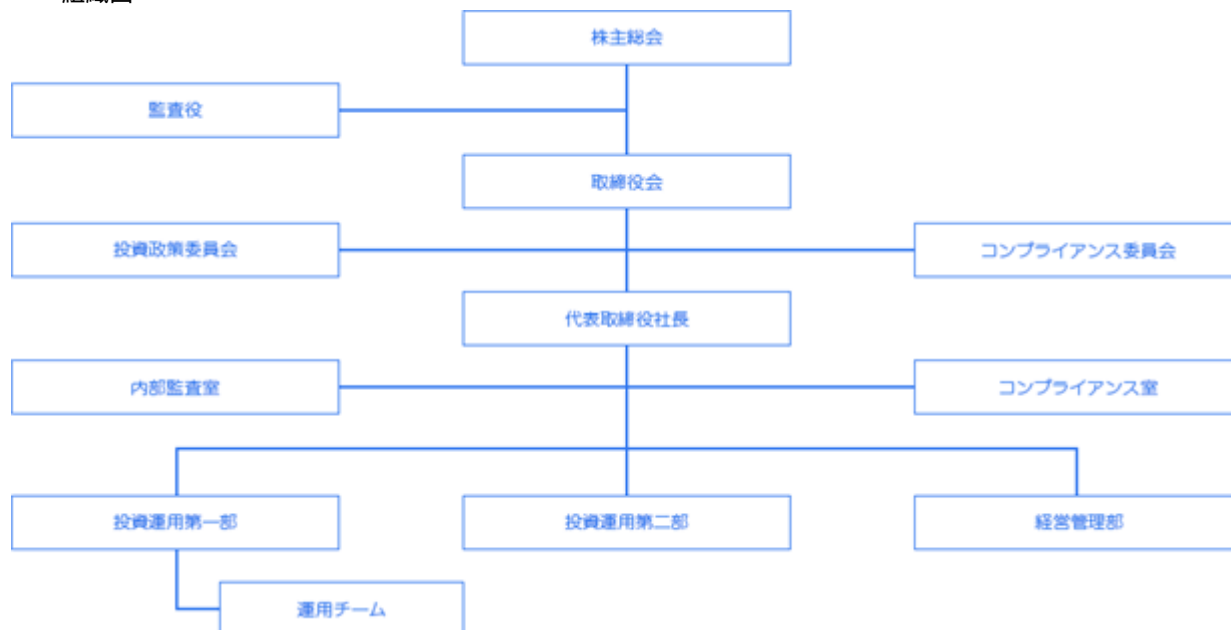 株主総会
監査役
取締役会
投資政策委員会
コンプライアンス委員会
代表取締役社長
内部監査室
コンプライアンス室
投資運用第一部
投資運用第二部
経営管理部
運用チーム